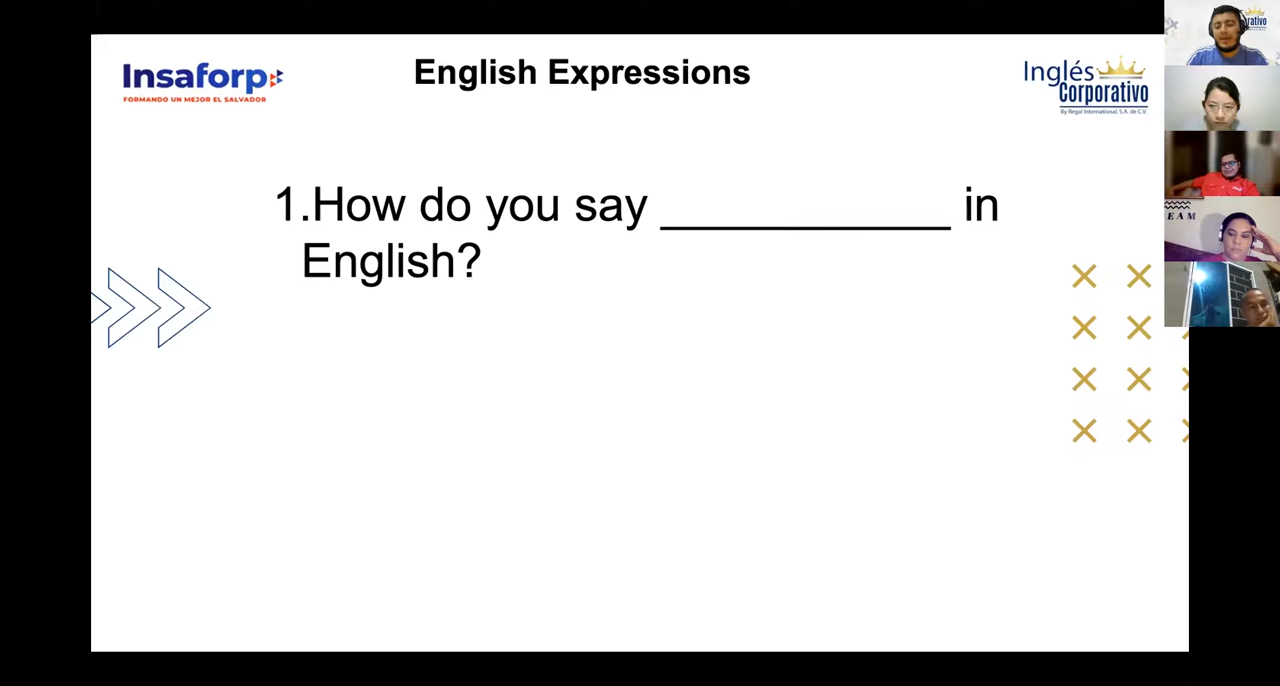 Insaforp
FORMANDO UN MEJOR EL SALVADOR
English Expressions
Inglés
Corporativo
By Regal International, S.A. de C.V.
1.How do you say ____________ in
English?
EAM